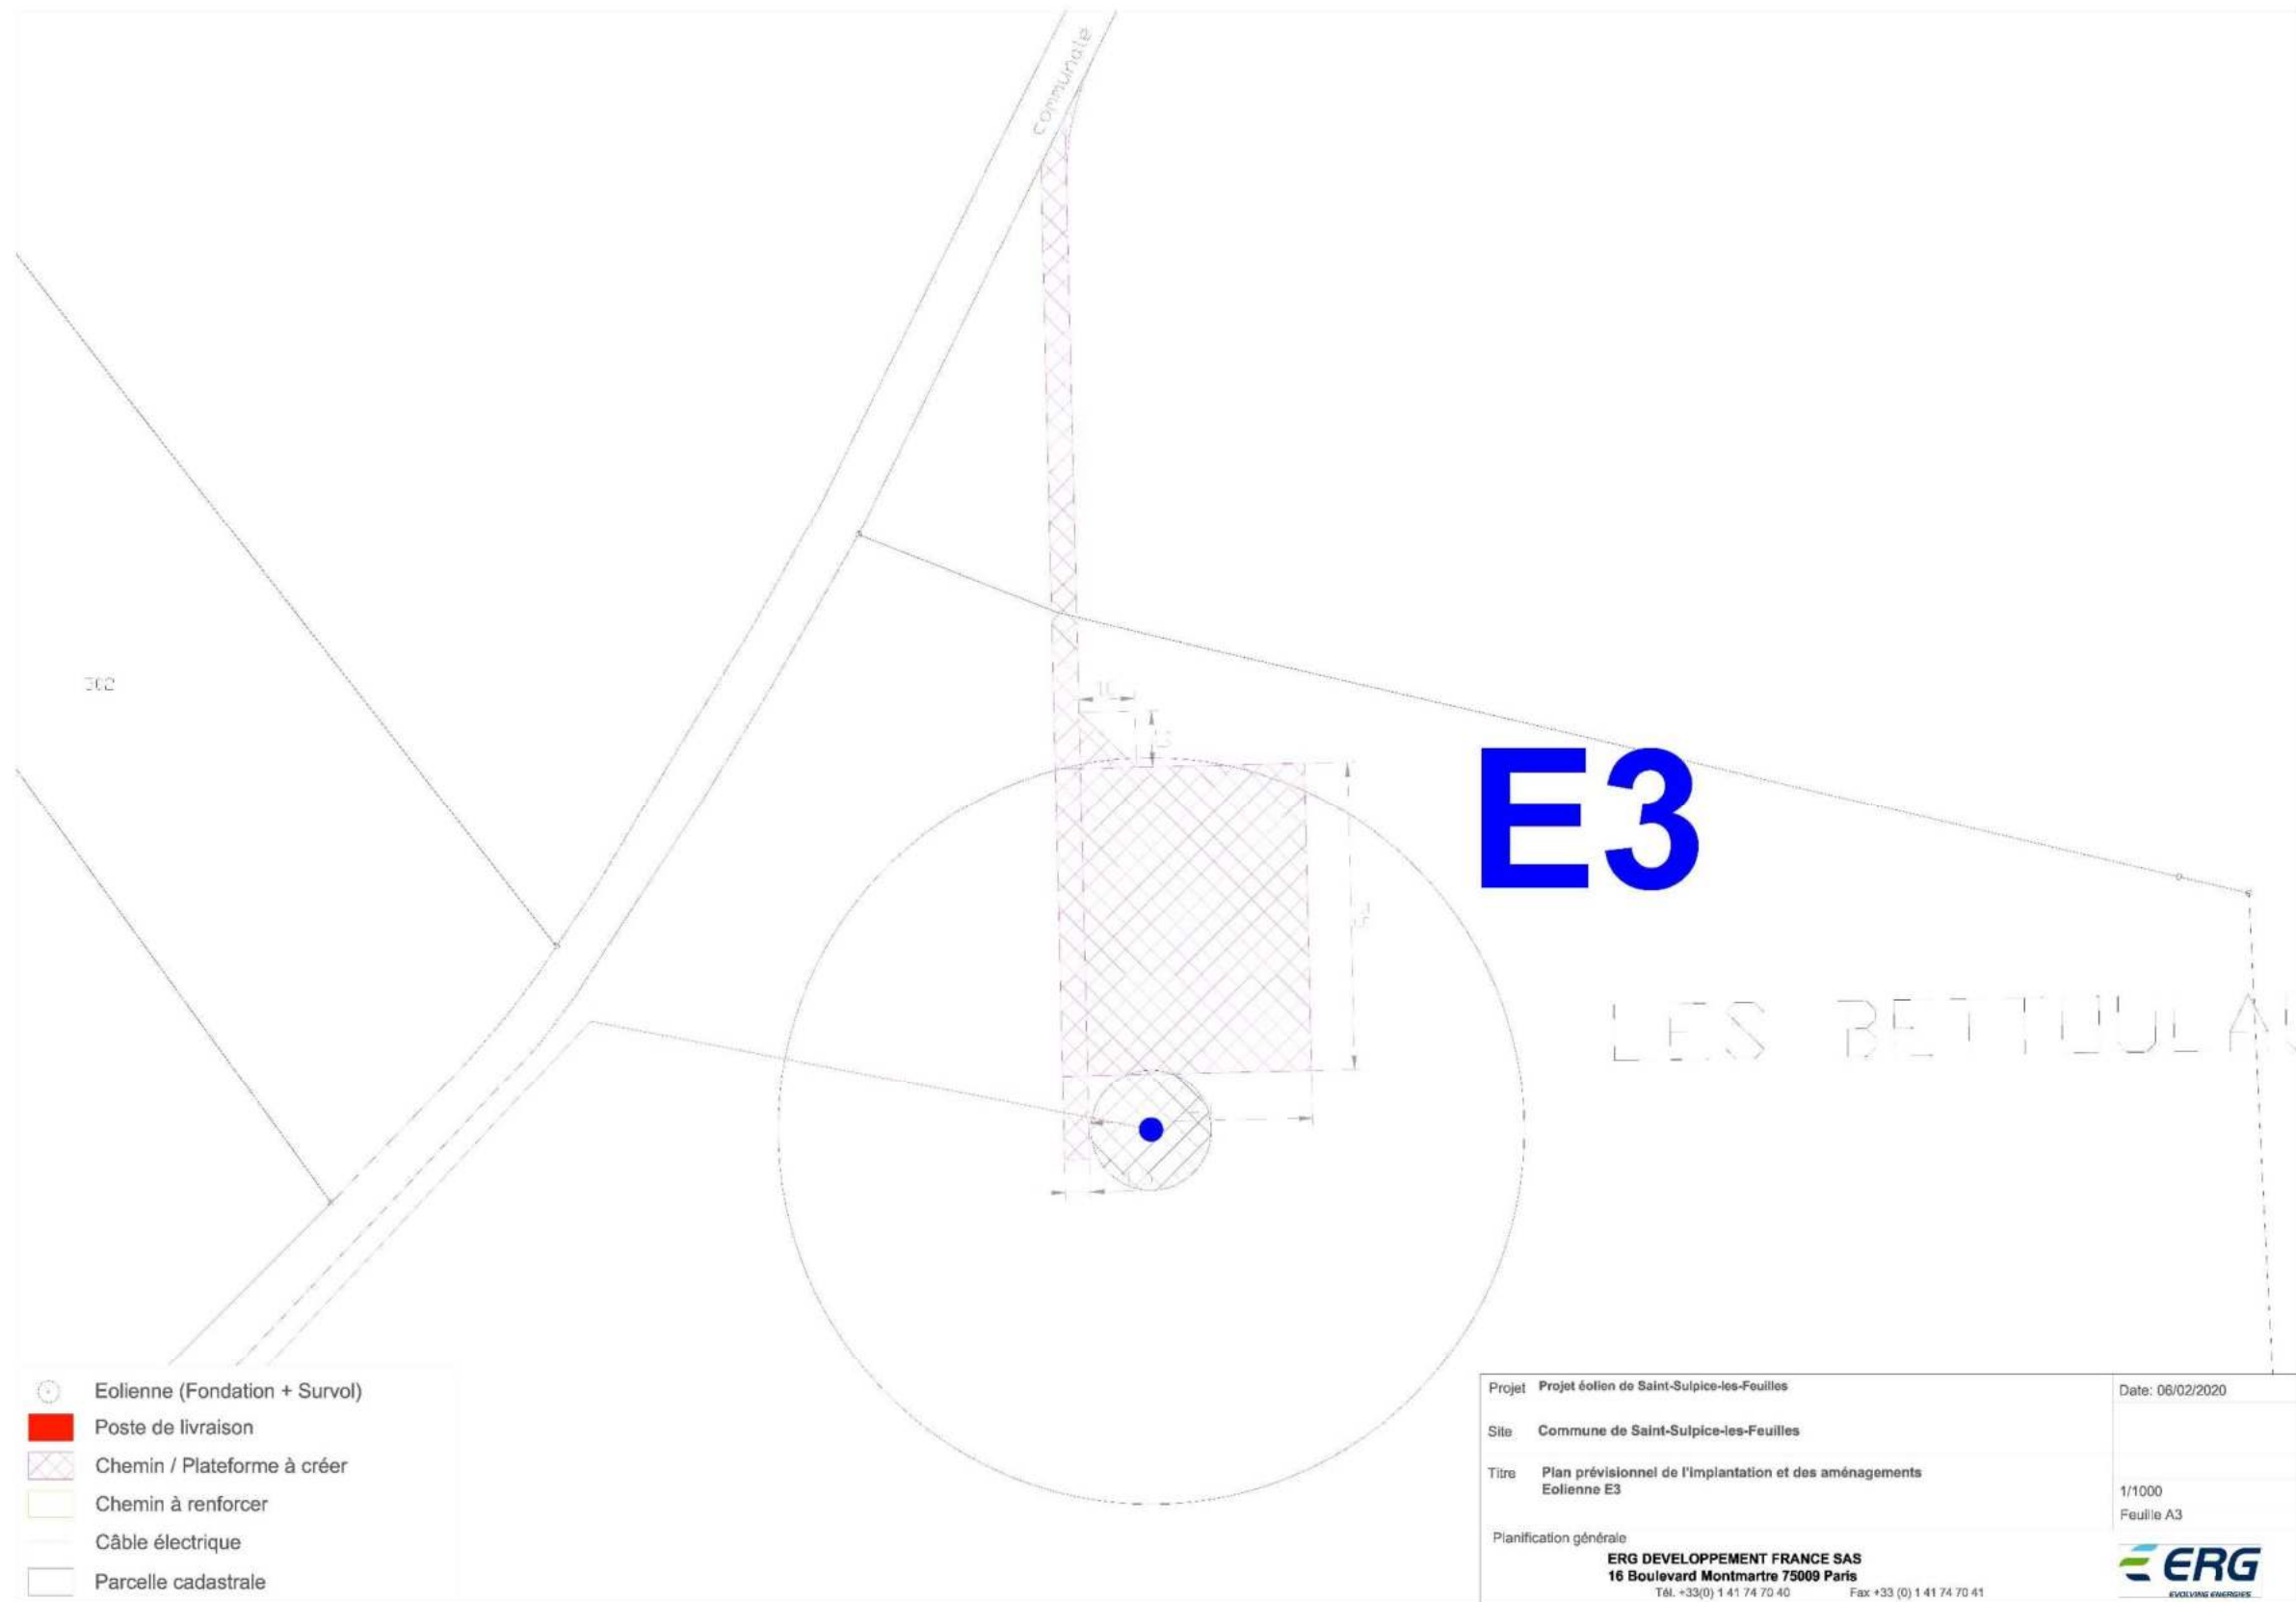 communale
302
10
E3
LES BETTOULA
Eolienne (Fondation + Survol)
Poste de livraison
Chemin / Plateforme à créer
Chemin à renforcer
Câble électrique
Parcelle cadastrale
Projet Projet éolien de Saint-Sulpice-les-Feuilles
Date: 06/02/2020
Site Commune de Saint-Sulpice-les-Feuilles
Titre Plan prévisionnel de l'implantation et des aménagements
Eolienne E3
1/1000
Feuille A3
Planification générale
ERG DEVELOPPEMENT FRANCE SAS
16 Boulevard Montmartre 75009 Paris
Tél. +33(0) 1 41 74 70 40 Fax +33 (0) 1 41 74 70 41
ERG
EVOLVING ENERGIES